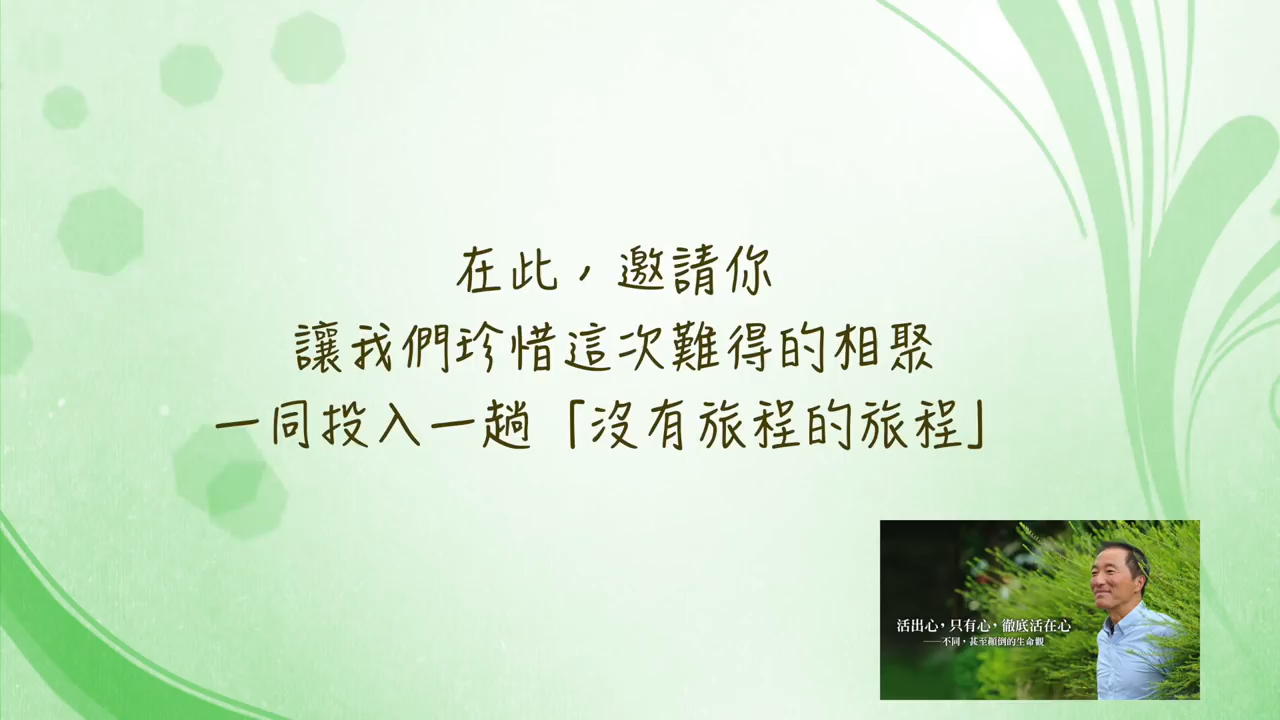 在此，邀請你
讓我們珍惜這次難得的相聚
一同投入一趟「沒有旅程的旅程」
活出心，只有心，徹底活在心
——不同，甚至顛倒的生命觀